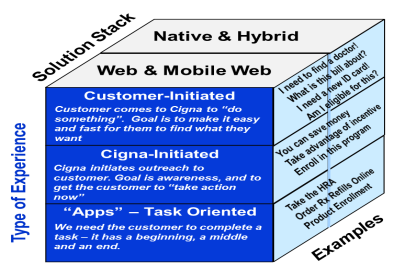 Solution Stack
Native & Hybrid
Web & Mobile Web
Type of Experience
Customer-Initiated
Customer comes to Cigna to “do
something”. Goal is to make it easy
and fast for them to find what they
want
I need to find a doctor!
What is this bill about?
I need a new ID card!
Am I eligible for this?
Cigna-Initiated
Cigna initiates outreach to
customer. Goal is awareness, and to
get the customer to “take action
now”
You can save money
Take advantage of incentive
Enroll in this program
“Apps” – Task Oriented
We need the customer to complete a
task – it has a beginning, a middle
and an end.
Take the HRA
Order Rx Refills Online
Product Enrollment
Examples